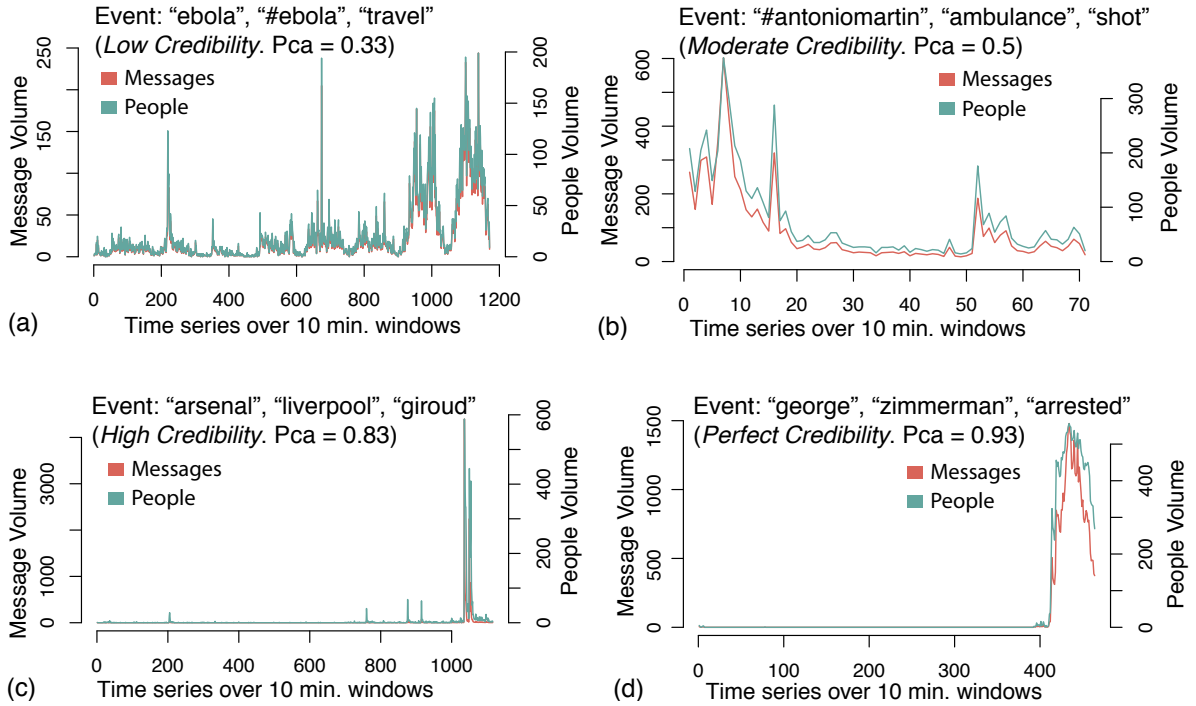 Event: “ebola”, “#ebola”, “travel”
(Low Credibility. Pca = 0.33)
Messages
People
Message Volume
0
50
150
250
People Volume
0
50
100
150
200
0 200 400 600 800 1000 1200
Time series over 10 min. windows
(a)
Event: “#antoniomartin”, “ambulance”, “shot”
(Moderate Credibility. Pca = 0.5)
Messages
People
Message Volume
0
200
400
600
People Volume
0
100
200
300
0 10 20 30 40 50 60 70
Time series over 10 min. windows
(b)
Event: “arsenal”, “liverpool”, “giroud”
(High Credibility. Pca = 0.83)
Messages
People
Message Volume
0
1000
3000
People Volume
0
200
400
600
0 200 400 600 800 1000
Time series over 10 min. windows
(c)
Event: “george”, “zimmerman”, “arrested”
(Perfect Credibility. Pca = 0.93)
Messages
People
Message Volume
0
500
1000
1500
People Volume
0
200
400
0 100 200 300 400
Time series over 10 min. windows
(d)